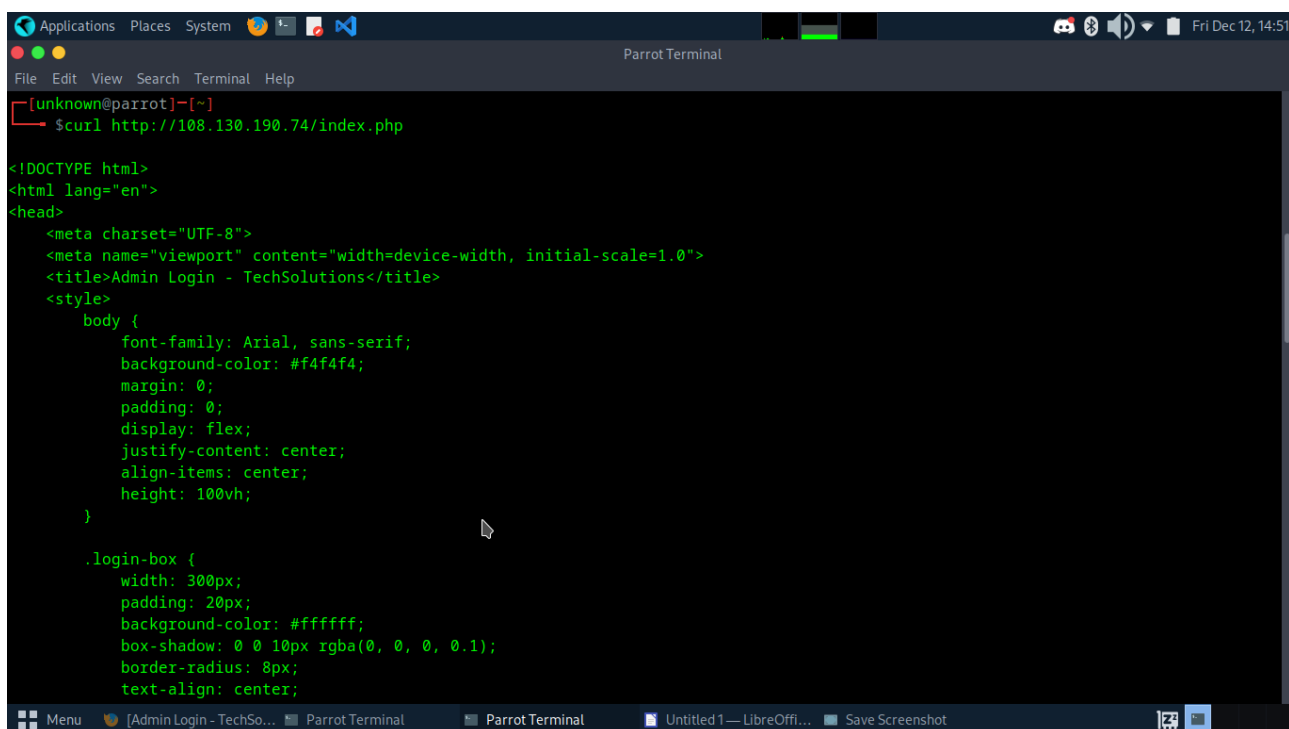 Applications Places System Fri Dec 12, 14:51
Parrot Terminal
File Edit View Search Terminal Help
┌─[unknown@parrot]─[~]
└──╼ $curl http://108.130.190.74/index.php
<!DOCTYPE html>
<html lang="en">
<head>
    <meta charset="UTF-8">
    <meta name="viewport" content="width=device-width, initial-scale=1.0">
    <title>Admin Login - TechSolutions</title>
    <style>
        body {
            font-family: Arial, sans-serif;
            background-color: #f4f4f4;
            margin: 0;
            padding: 0;
            display: flex;
            justify-content: center;
            align-items: center;
            height: 100vh;
        }
        .login-box {
            width: 300px;
            padding: 20px;
            background-color: #ffffff;
            box-shadow: 0 0 10px rgba(0, 0, 0, 0.1);
            border-radius: 8px;
            text-align: center;
Menu [Admin Login - TechSo... Parrot Terminal Parrot Terminal Untitled 1 — LibreOffi... Save Screenshot